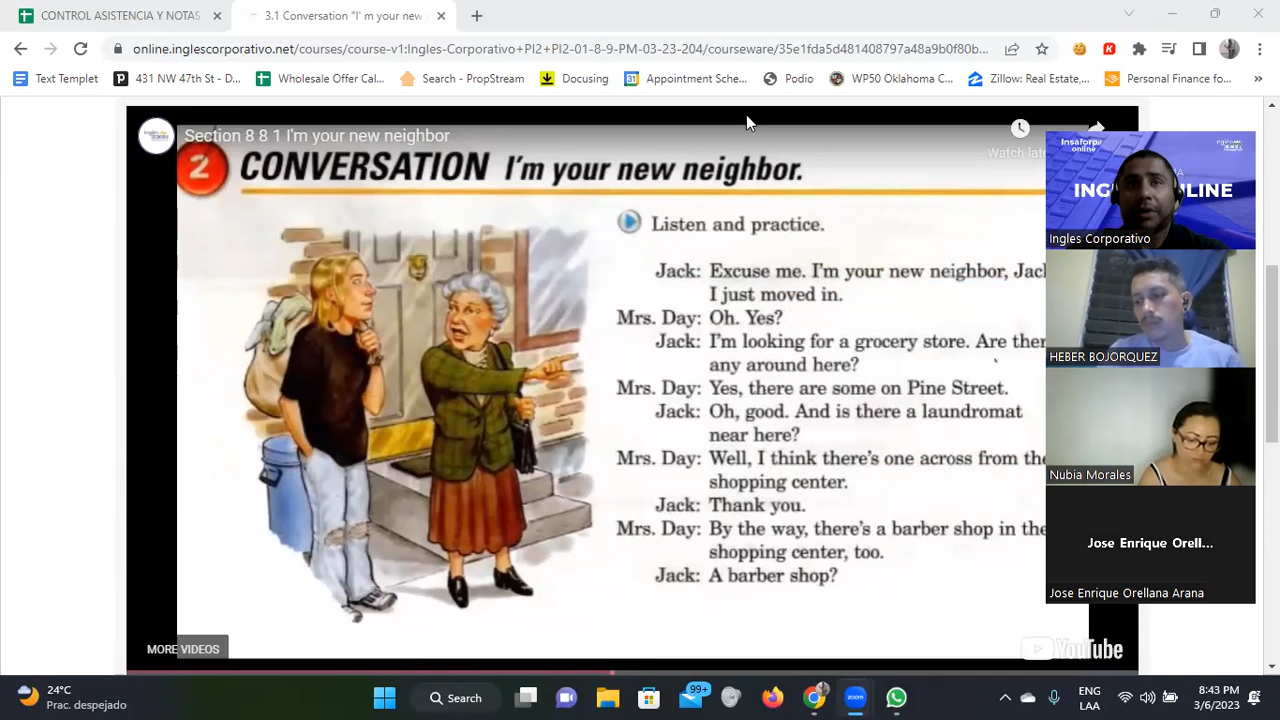 CONTROL ASISTENCIA Y NOTAS
3.1 Conversation "I' m your new
online.inglescorporativo.net/courses/course-v1:Ingles-Corporativo+PI2+PI2-01-8-9-PM-03-23-204/courseware/35e1fda5d481408797a48a9b0f80b...
Text Templet
431 NW 47th St - D...
Wholesale Offer Cal...
Search - PropStream
Docusing
Appointment Sche...
Podio
WP50 Oklahoma C...
Zillow: Real Estate,...
Personal Finance fo...
Section 8 8 1 I'm your new neighbor
Watch late
2 CONVERSATION I'm your new neighbor.
Listen and practice.
Jack: Excuse me. I'm your new neighbor, Jac
I just moved in.
Mrs. Day: Oh. Yes?
Jack: I'm looking for a grocery store. Are ther
any around here?
Mrs. Day: Yes, there are some on Pine Street.
Jack: Oh, good. And is there a laundromat
near here?
Mrs. Day: Well, I think there's one across from the
shopping center.
Jack: Thank you.
Mrs. Day: By the way, there's a barber shop in the
shopping center, too.
Jack: A barber shop?
MORE VIDEOS
YouTube
Insaforp
online
ING
LINE
Ingles Corporativo
HEBER BOJORQUEZ
Nubia Morales
Jose Enrique Orell...
Jose Enrique Orellana Arana
24°C
Prac. despejado
Search
99+
zoom
ENG
LAA
8:43 PM
3/6/2023